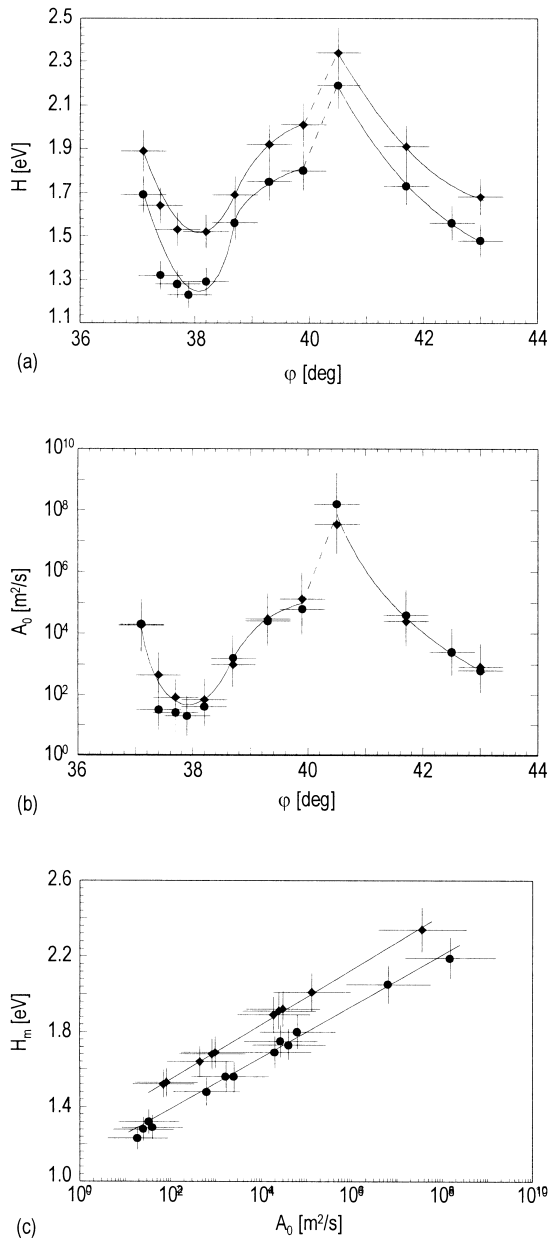 2.5
2.3
2.1
1.9
1.7
1.5
1.3
1.1
H [eV]
36 38 40 42 44
φ [deg]
(a)
10¹⁰
10⁸
10⁶
10⁴
10²
10⁰
A₀ [m²/s]
36 38 40 42 44
φ [deg]
(b)
2.6
2.2
1.8
1.4
1.0
Hₘ [eV]
10⁰ 10² 10⁴ 10⁶ 10⁸ 10¹⁰
A₀ [m²/s]
(c)